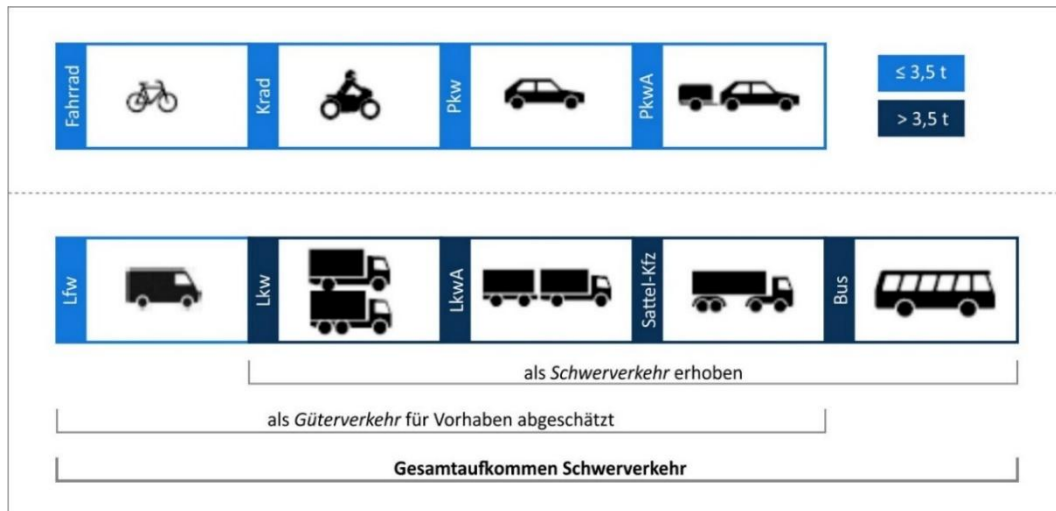 Fahrrad
Krad
Pkw
PkwA
≤ 3,5 t
> 3,5 t
Lfw
Lkw
LkwA
Sattel-Kfz
Bus
als Schwerverkehr erhoben
als Güterverkehr für Vorhaben abgeschätzt
Gesamtaufkommen Schwerverkehr